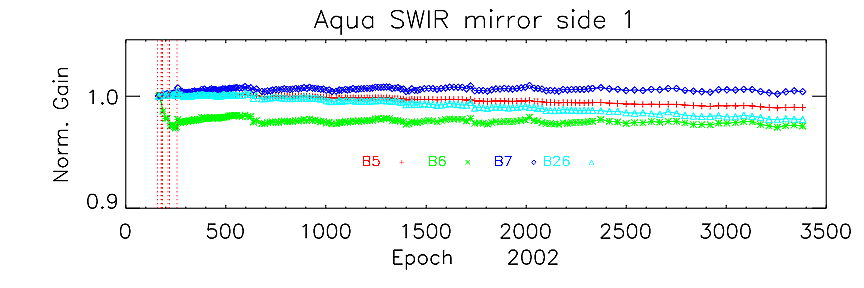 Aqua SWIR mirror side 1
Norm. Gain
1.0
0.9
B5 B6 B7 B26
0 500 1000 1500 2000 2500 3000 3500
Epoch 2002